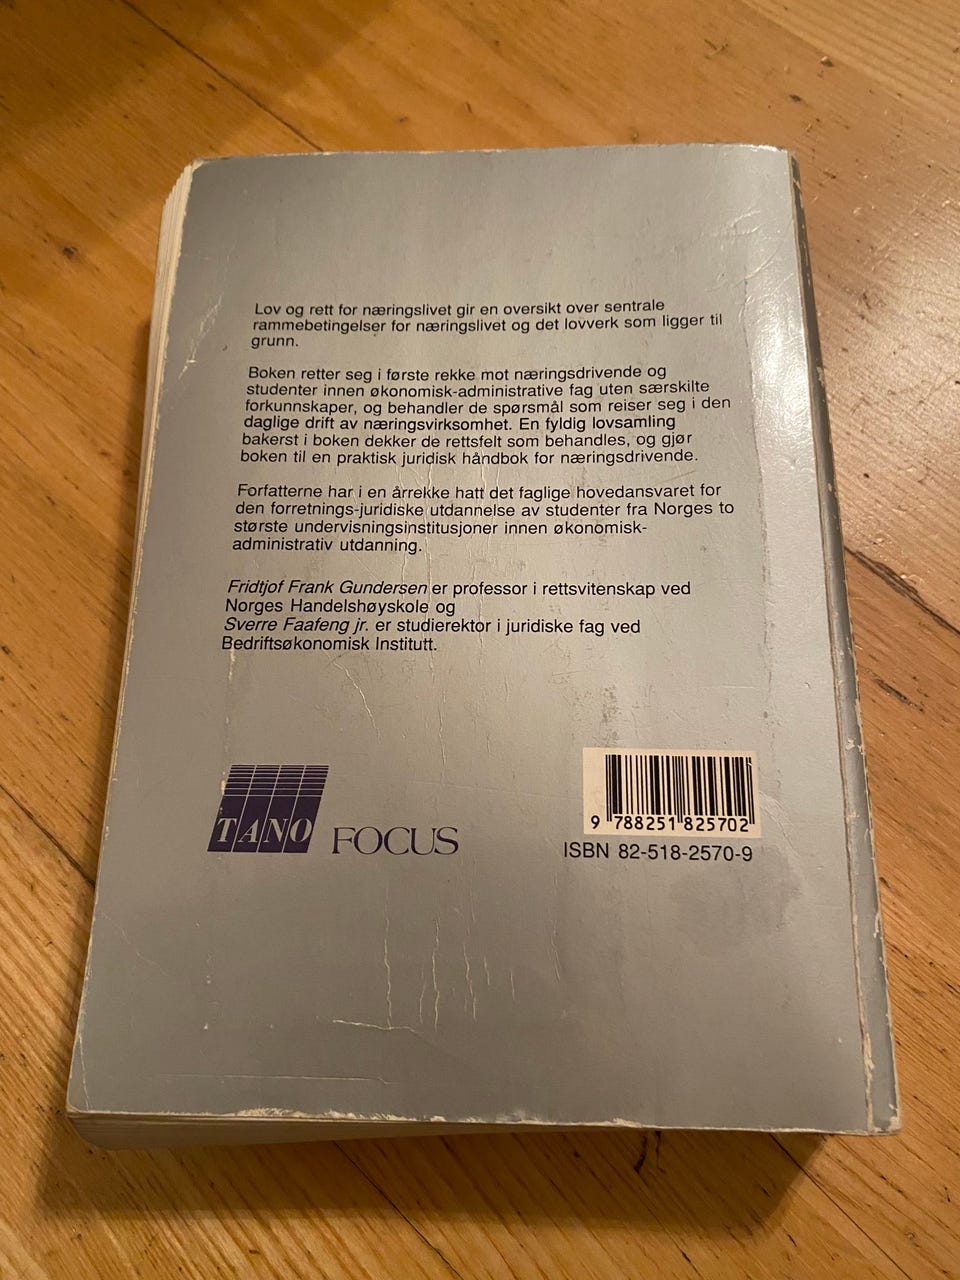 Lov og rett for næringslivet gir en oversikt over sentrale
rammebetingelser for næringslivet og det lovverk som ligger til
grunn.
Boken retter seg i første rekke mot næringsdrivende og
studenter innen økonomisk-administrative fag uten særskilte
forkunnskaper, og behandler de spørsmål som reiser seg i den
daglige drift av næringsvirksomhet. En fyldig lovsamling
bakerst i boken dekker de rettsfelt som behandles, og gjør
boken til en praktisk juridisk håndbok for næringsdrivende.
Forfatterne har i en årrekke hatt det faglige hovedansvaret for
den forretnings-juridiske utdannelse av studenter fra Norges to
største undervisningsinstitusjoner innen økonomisk-
administrativ utdanning.
Fridtjof Frank Gundersen er professor i rettsvitenskap ved
Norges Handelshøyskole og
Sverre Faafeng jr. er studierektor i juridiske fag ved
Bedriftsøkonomisk Institutt.
TANO FOCUS
9 788251 825702
ISBN 82-518-2570-9